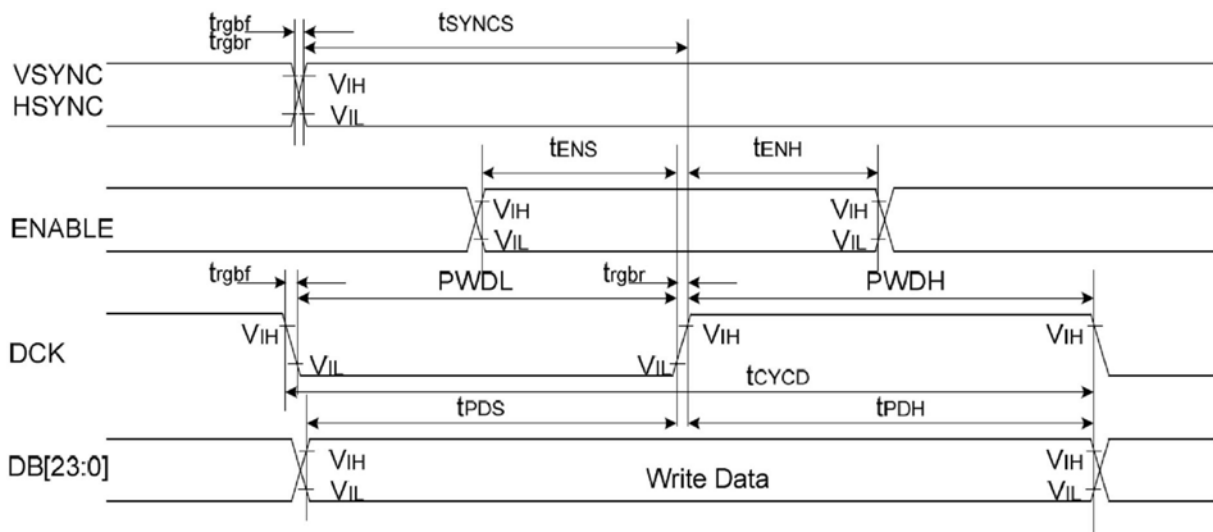 trgbf
trgbr
tSYNCS
VSYNC
HSYNC
VIH
VIL
tENS
tENH
ENABLE
VIH
VIL
VIH
VIL
trgbf
PWDL
trgbr
PWDH
DCK
VIH
VIL
VIL
VIH
VIH
tCYCD
tPDS
tPDH
DB[23:0]
VIH
VIL
Write Data
VIH
VIL